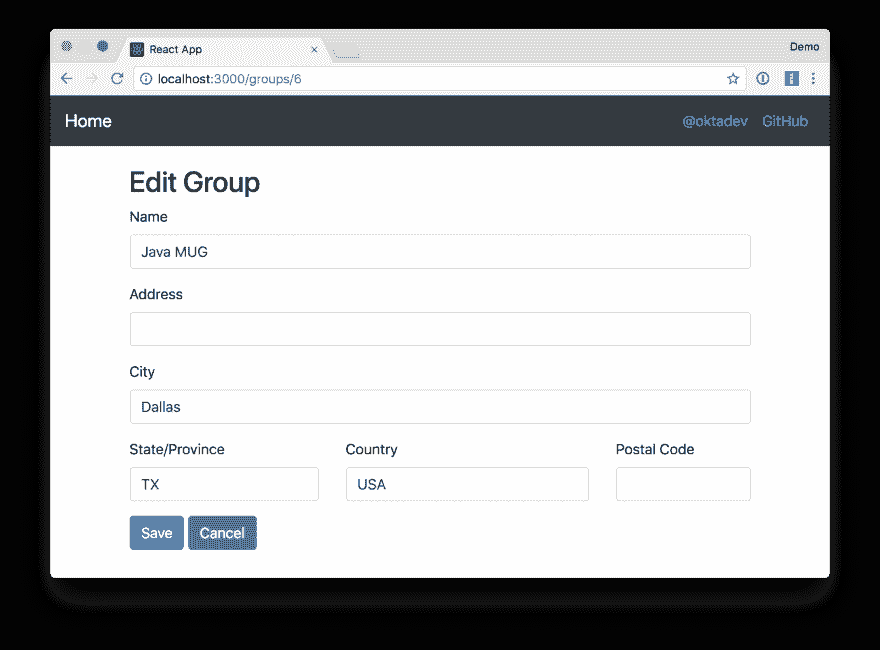 React App
Demo
localhost:3000/groups/6
Home @oktadev GitHub
Edit Group
Name
Java MUG
Address
City
Dallas
State/Province Country Postal Code
TX USA
Save Cancel